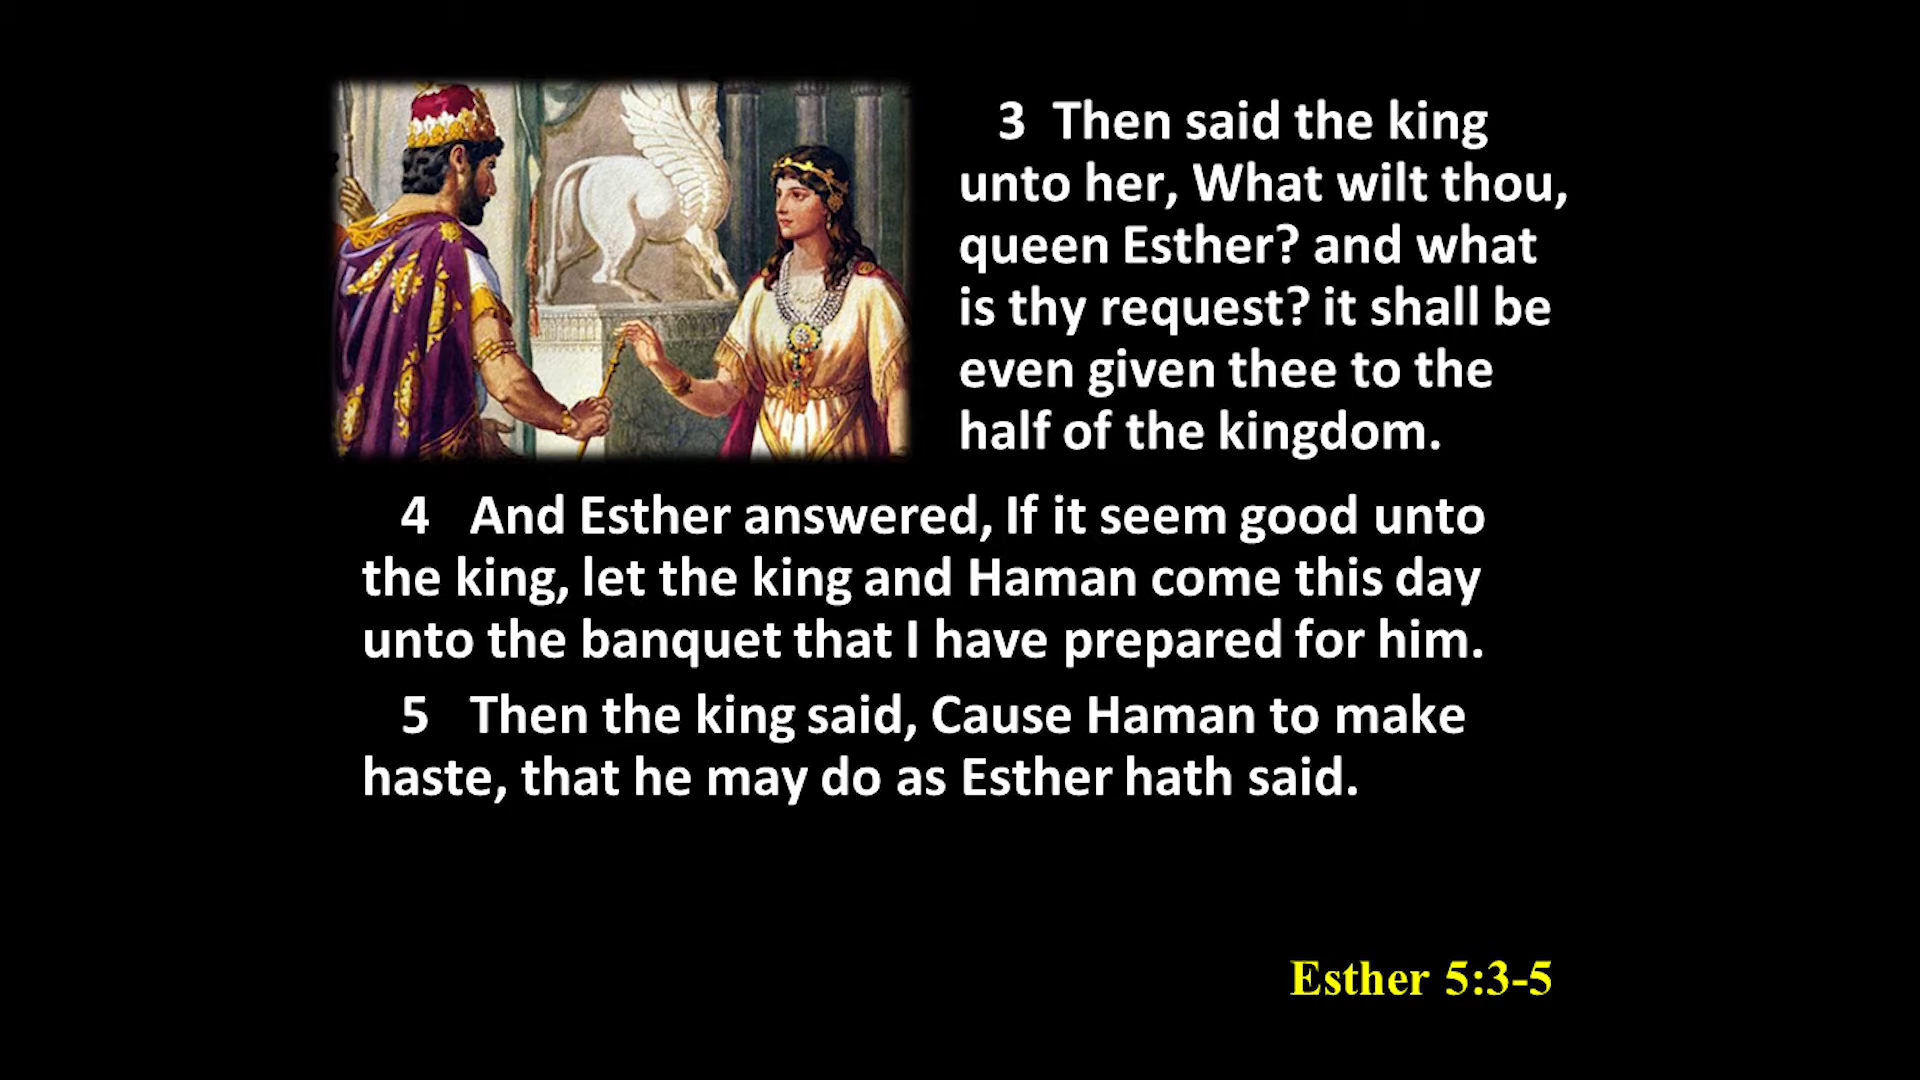 3 Then said the king
unto her, What wilt thou,
queen Esther? and what
is thy request? it shall be
even given thee to the
half of the kingdom.
4 And Esther answered, If it seem good unto
the king, let the king and Haman come this day
unto the banquet that I have prepared for him.
5 Then the king said, Cause Haman to make
haste, that he may do as Esther hath said.
Esther 5:3-5